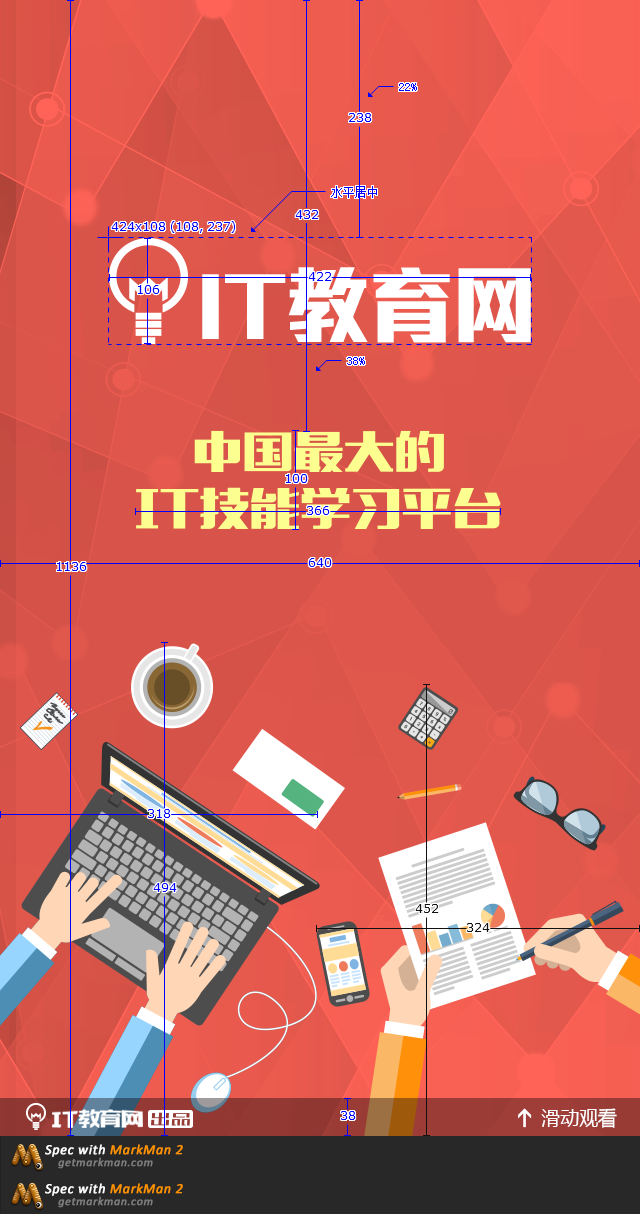 22%
238
水平居中
432
424x108 (108, 237)
422
106
IT教育网
38%
中国最大的
100
IT技能学习平台
366
1136
640
318
494
452
324
IT教育网 出品
38
滑动观看
Spec with MarkMan 2
getmarkman.com
Spec with MarkMan 2
getmarkman.com